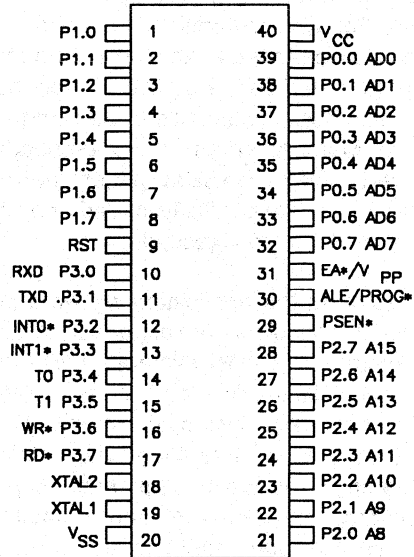 P1.0 1 40 VCC
P1.1 2 39 P0.0 AD0
P1.2 3 38 P0.1 AD1
P1.3 4 37 P0.2 AD2
P1.4 5 36 P0.3 AD3
P1.5 6 35 P0.4 AD4
P1.6 7 34 P0.5 AD5
P1.7 8 33 P0.6 AD6
RST 9 32 P0.7 AD7
RXD P3.0 10 31 EA*/VPP
TXD .P3.1 11 30 ALE/PROG*
INT0* P3.2 12 29 PSEN*
INT1* P3.3 13 28 P2.7 A15
T0 P3.4 14 27 P2.6 A14
T1 P3.5 15 26 P2.5 A13
WR* P3.6 16 25 P2.4 A12
RD* P3.7 17 24 P2.3 A11
XTAL2 18 23 P2.2 A10
XTAL1 19 22 P2.1 A9
VSS 20 21 P2.0 A8